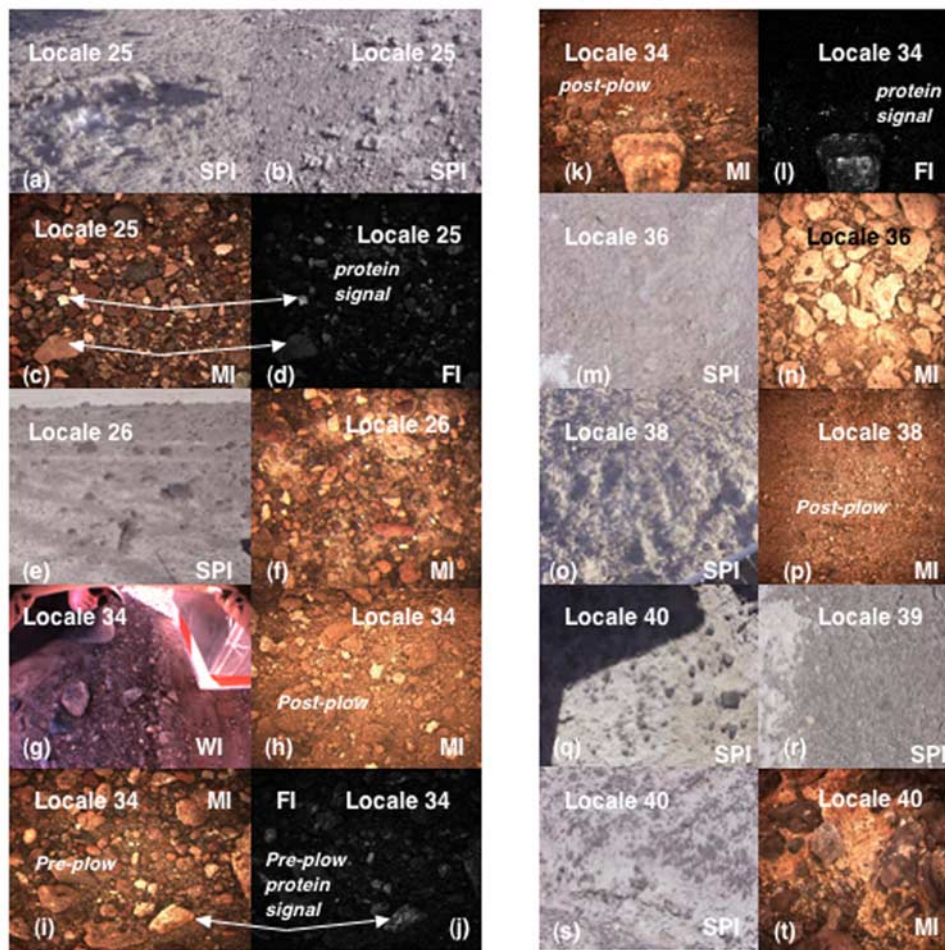 Locale 25
(a)
SPI
Locale 25
(b)
SPI
Locale 25
(c)
MI
Locale 25
protein
signal
(d)
FI
Locale 26
(e)
SPI
Locale 26
(f)
MI
Locale 34
(g)
WI
Locale 34
Post-plow
(h)
MI
Locale 34
MI
Pre-plow
(i)
FI
Locale 34
Pre-plow
protein
signal
(j)
Locale 34
post-plow
(k)
MI
Locale 34
protein
signal
(l)
FI
Locale 36
(m)
SPI
Locale 36
(n)
MI
Locale 38
(o)
SPI
Locale 38
Post-plow
(p)
MI
Locale 40
(q)
SPI
Locale 39
(r)
SPI
Locale 40
(s)
SPI
Locale 40
(t)
MI